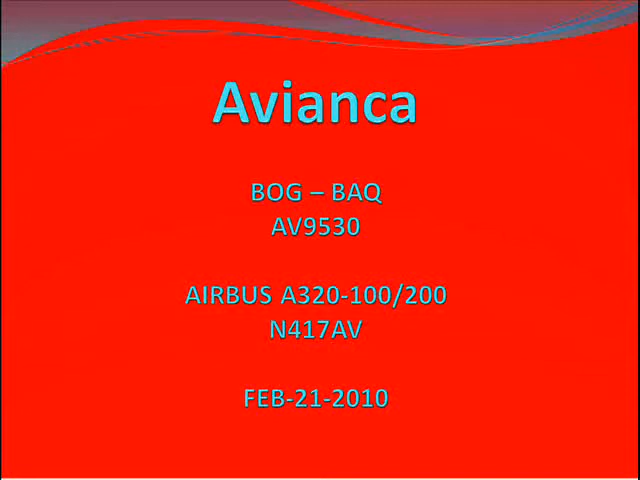 Avianca
BOG – BAQ
AV9530
AIRBUS A320-100/200
N417AV
FEB-21-2010